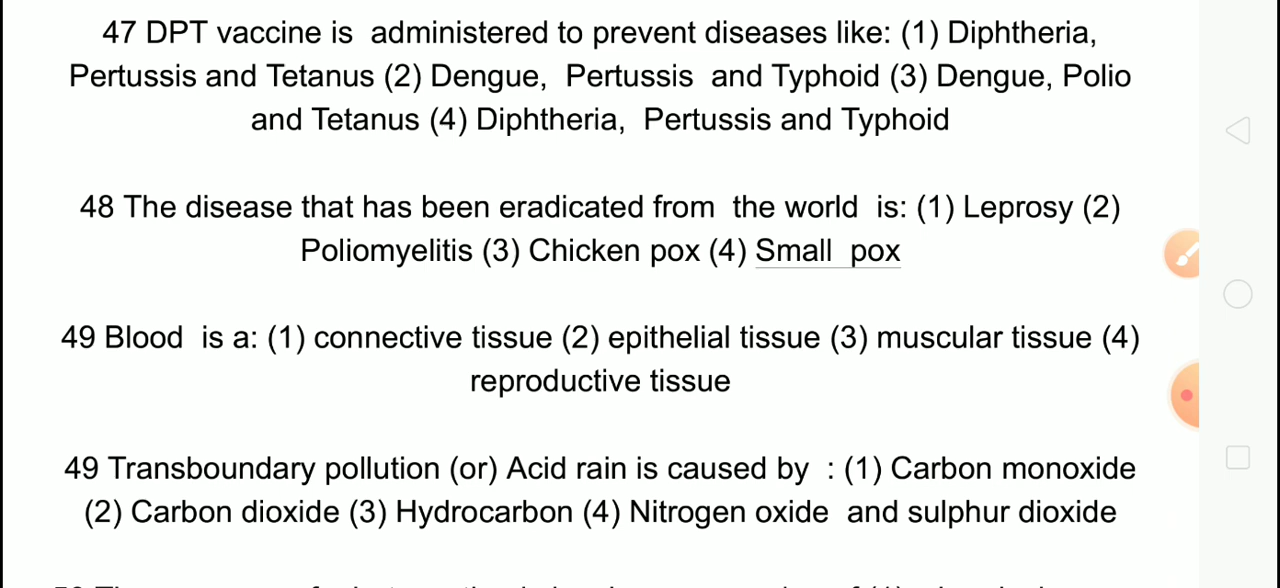 47 DPT vaccine is administered to prevent diseases like: (1) Diphtheria,
Pertussis and Tetanus (2) Dengue, Pertussis and Typhoid (3) Dengue, Polio
and Tetanus (4) Diphtheria, Pertussis and Typhoid
48 The disease that has been eradicated from the world is: (1) Leprosy (2)
Poliomyelitis (3) Chicken pox (4) Small pox
49 Blood is a: (1) connective tissue (2) epithelial tissue (3) muscular tissue (4)
reproductive tissue
49 Transboundary pollution (or) Acid rain is caused by : (1) Carbon monoxide
(2) Carbon dioxide (3) Hydrocarbon (4) Nitrogen oxide and sulphur dioxide